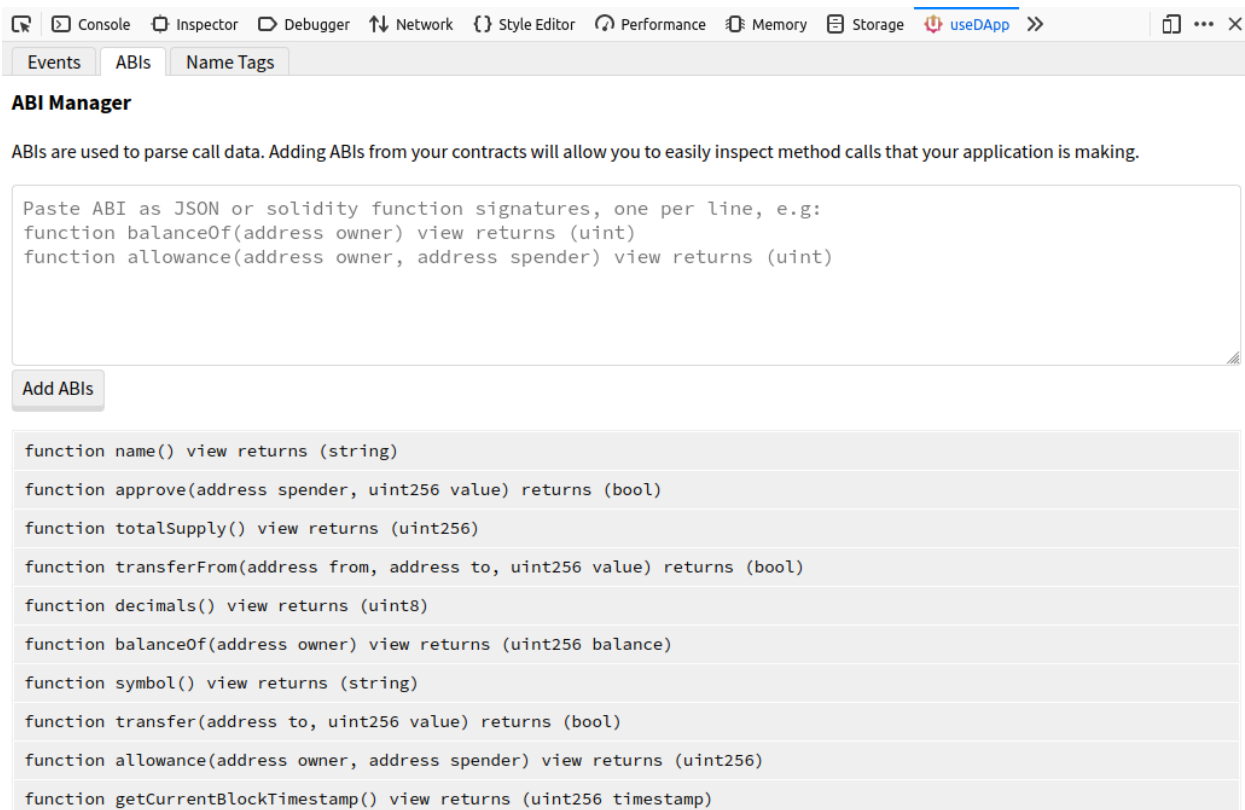 Console Inspector Debugger Network {} Style Editor Performance Memory Storage useDApp
Events ABIs Name Tags
ABI Manager
ABIs are used to parse call data. Adding ABIs from your contracts will allow you to easily inspect method calls that your application is making.
Paste ABI as JSON or solidity function signatures, one per line, e.g:
function balanceOf(address owner) view returns (uint)
function allowance(address owner, address spender) view returns (uint)
Add ABIs
function name() view returns (string)
function approve(address spender, uint256 value) returns (bool)
function totalSupply() view returns (uint256)
function transferFrom(address from, address to, uint256 value) returns (bool)
function decimals() view returns (uint8)
function balanceOf(address owner) view returns (uint256 balance)
function symbol() view returns (string)
function transfer(address to, uint256 value) returns (bool)
function allowance(address owner, address spender) view returns (uint256)
function getCurrentBlockTimestamp() view returns (uint256 timestamp)